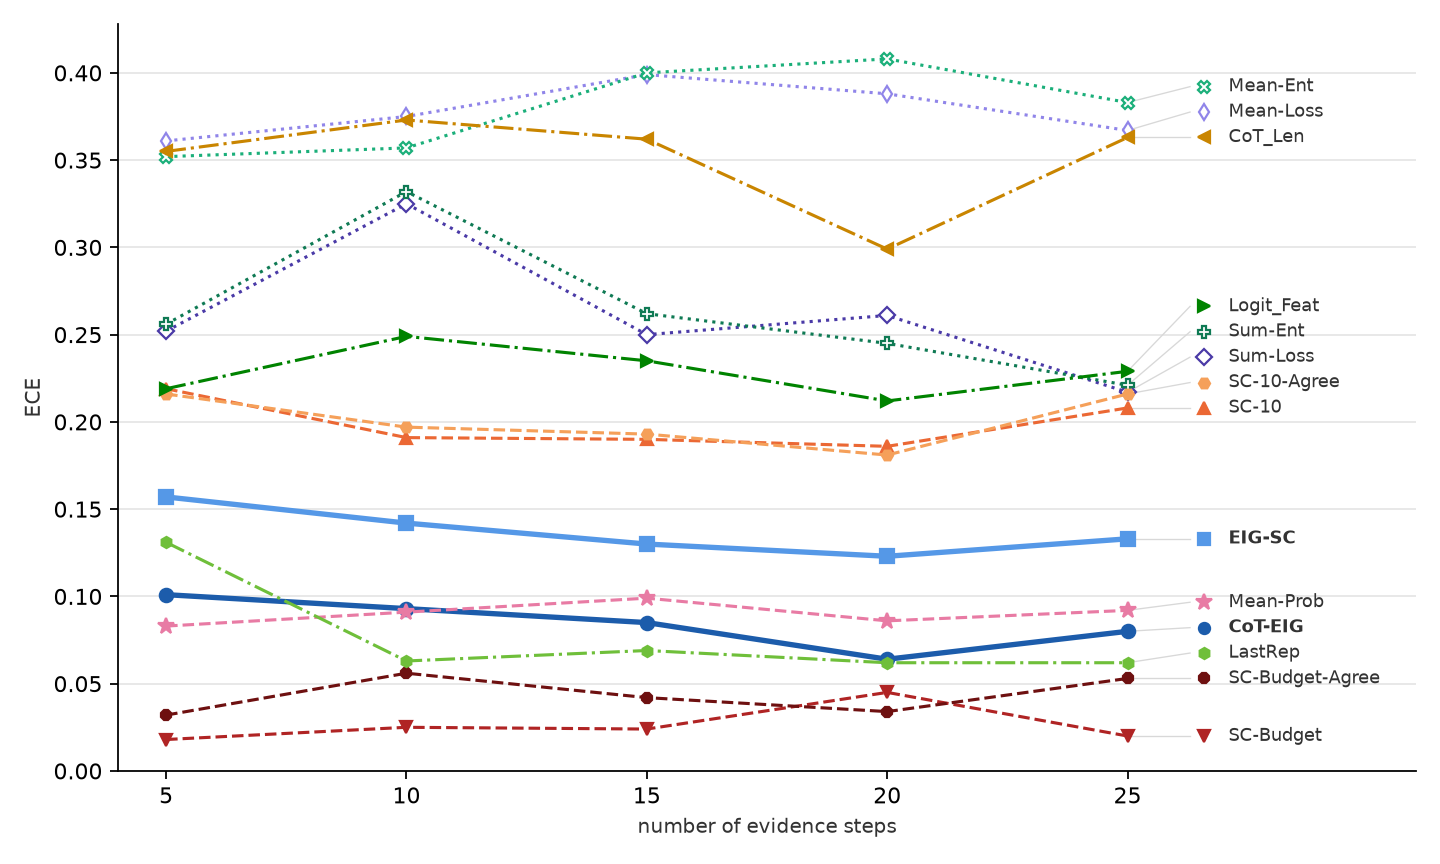 0.40
0.35
0.30
0.25
0.20
0.15
0.10
0.05
0.00
ECE
5
10
15
20
25
number of evidence steps
Mean-Ent
Mean-Loss
CoT_Len
Logit_Feat
Sum-Ent
Sum-Loss
SC-10-Agree
SC-10
EIG-SC
Mean-Prob
CoT-EIG
LastRep
SC-Budget-Agree
SC-Budget